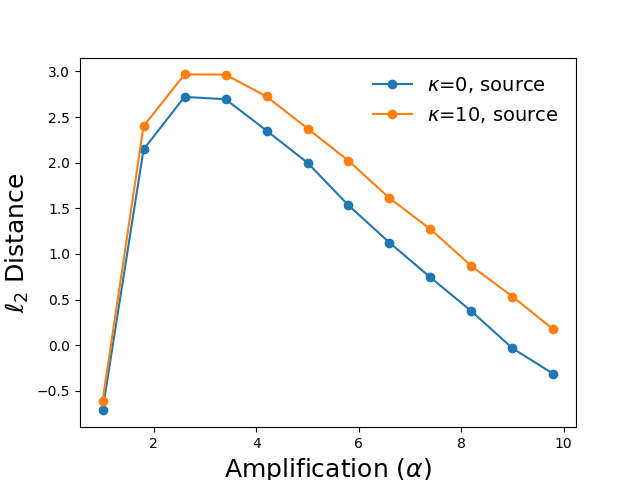 3.0
2.5
2.0
1.5
1.0
0.5
0.0
−0.5
2 4 6 8 10
ℓ₂ Distance
Amplification (α)
κ=0, source
κ=10, source